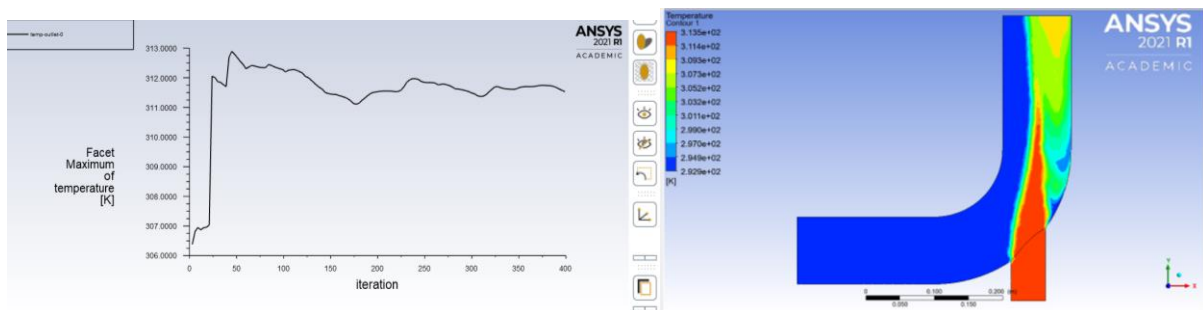 temp-outlet-0
ANSYS
2021 R1
ACADEMIC
313.0000
312.0000
311.0000
310.0000
309.0000
308.0000
307.0000
306.0000
Facet
Maximum
of
temperature
[K]
0 50 100 150 200 250 300 350 400
iteration
Temperature
Contour 1
3.135e+02
3.114e+02
3.093e+02
3.073e+02
3.052e+02
3.032e+02
3.011e+02
2.990e+02
2.970e+02
2.949e+02
2.929e+02
[K]
ANSYS
2021 R1
ACADEMIC
0 0.100 0.200
0.050 0.150
Y
X